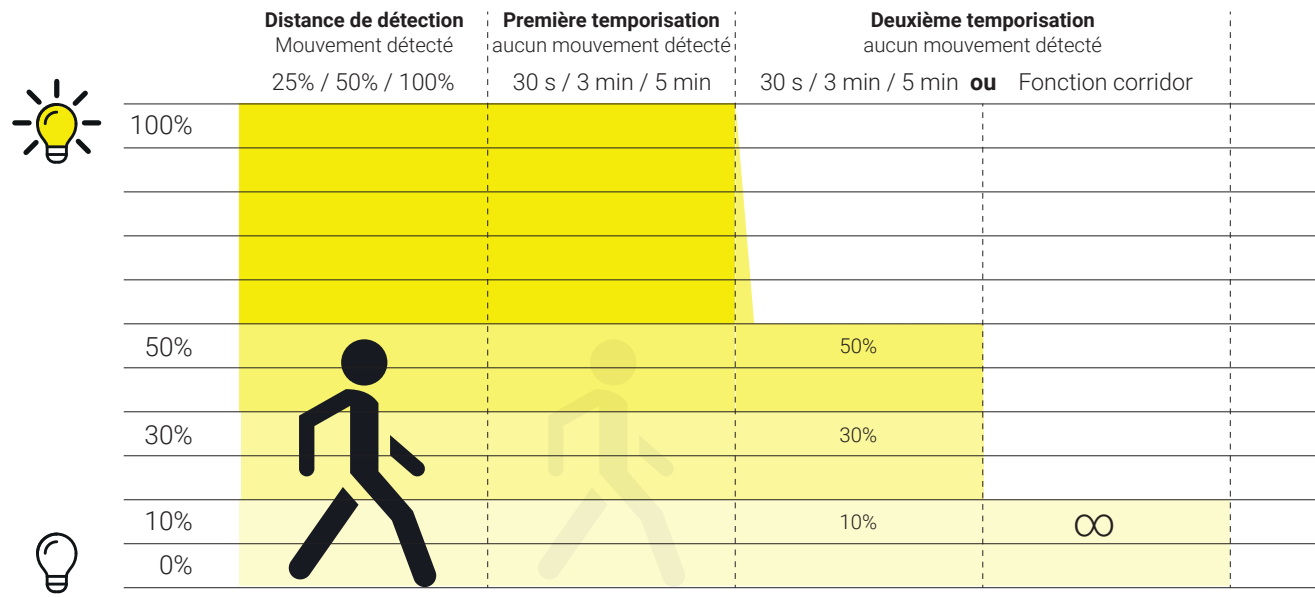 Distance de détection
Mouvement détecté
25% / 50% / 100%
Première temporisation
aucun mouvement détecté
30 s / 3 min / 5 min
Deuxième temporisation
aucun mouvement détecté
30 s / 3 min / 5 min ou Fonction corridor
100%
50%
50%
30%
30%
10%
10%
∞
0%